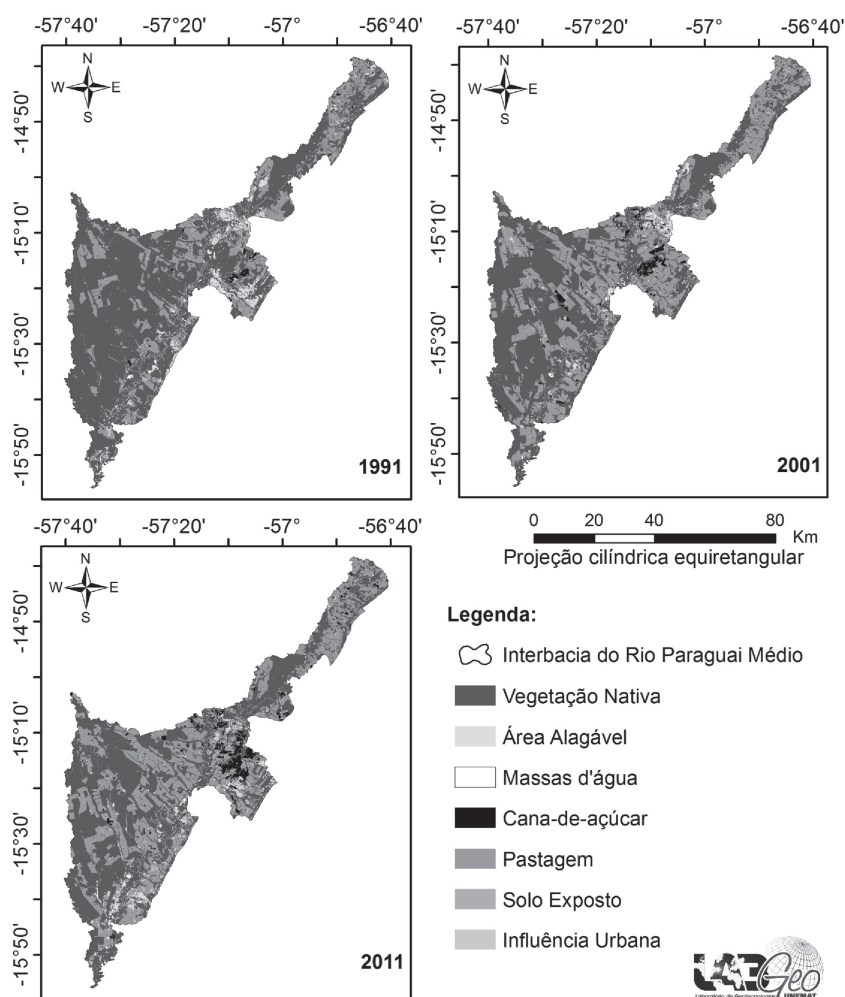 -57°40' -57°20' -57° -56°40'
-57°40' -57°20' -57° -56°40'
N
W E
S
N
W E
S
-14°50'
-15°10'
-15°30'
-15°50'
-14°50'
-15°10'
-15°30'
-15°50'
1991
2001
-57°40' -57°20' -57° -56°40'
N
W E
S
-14°50'
-15°10'
-15°30'
-15°50'
2011
0 20 40 80
Km
Projeção cilíndrica equiretangular
Legenda:
Interbacia do Rio Paraguai Médio
Vegetação Nativa
Área Alagável
Massas d'água
Cana-de-açúcar
Pastagem
Solo Exposto
Influência Urbana
Geo
Laboratório de Geotecnologias UNEMAT